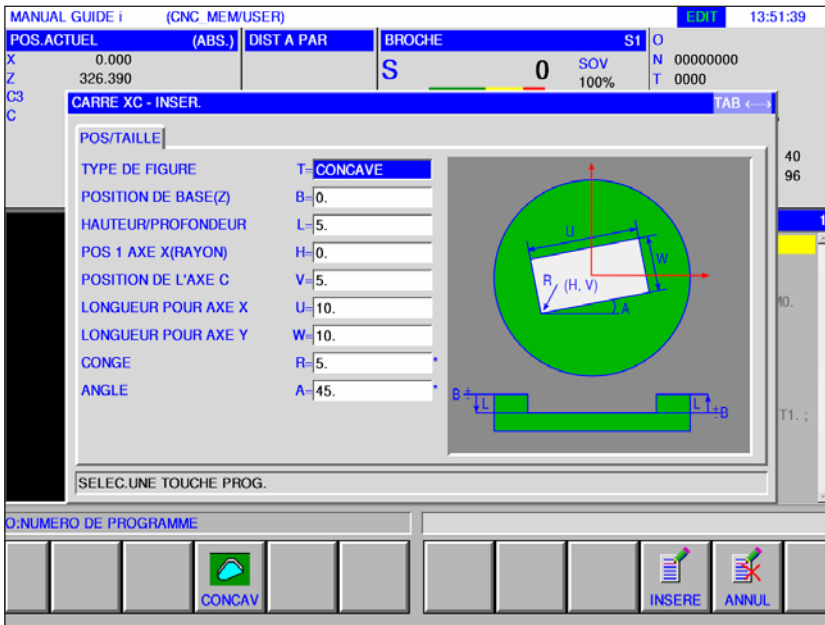 MANUAL GUIDE i (CNC_MEM/USER) EDIT 13:51:39
POS.ACTUEL (ABS.) DIST A PAR BROCHE S1 O
X 0.000 S 0 SOV N 00000000
Z 326.390 100% T 0000
C3
C
CARRE XC - INSER. TAB ←→
POS/TAILLE
TYPE DE FIGURE T=CONCAVE
POSITION DE BASE(Z) B=0.
HAUTEUR/PROFONDEUR L=5.
POS 1 AXE X(RAYON) H=0.
POSITION DE L'AXE C V=5.
LONGUEUR POUR AXE X U=10.
LONGUEUR POUR AXE Y W=10.
CONGE R=5. *
ANGLE A=45. *
U
W
R (H, V)
A
B ± L L ±B
40
96
1
M0.
T1. ;
SELEC.UNE TOUCHE PROG.
O:NUMERO DE PROGRAMME
CONCAV INSERE ANNUL